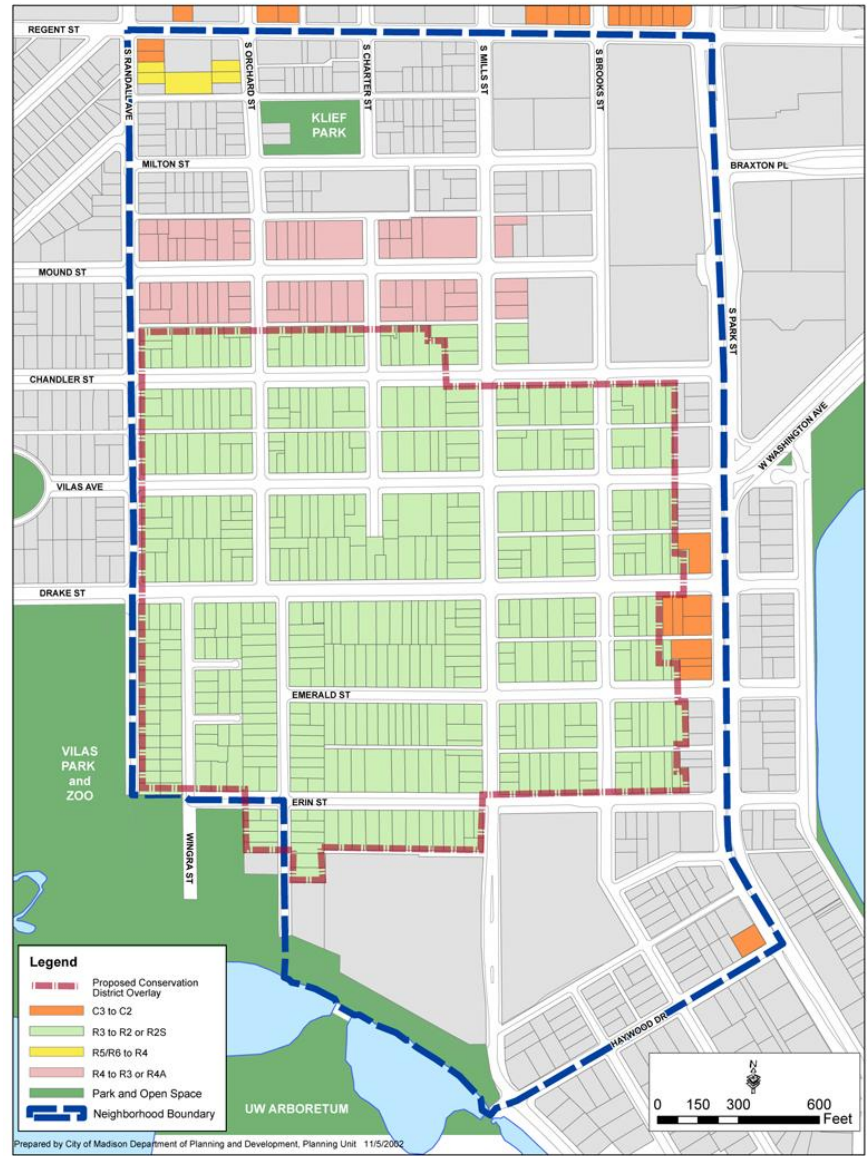 REGENT ST
S RANDALL AVE
S ORCHARD ST
S CHARTER ST
S MILLS ST
S BROOKS ST
KLIEF
PARK
MILTON ST
BRAXTON PL
MOUND ST
S PARK ST
CHANDLER ST
W WASHINGTON AVE
VILAS AVE
DRAKE ST
EMERALD ST
VILAS
PARK
and
ZOO
ERIN ST
WINGRA ST
HAYWOOD DR
UW ARBORETUM
Legend
Proposed Conservation
District Overlay
C3 to C2
R3 to R2 or R2S
R5/R6 to R4
R4 to R3 or R4A
Park and Open Space
Neighborhood Boundary
N
0 150 300 600
Feet
Prepared by City of Madison Department of Planning and Development, Planning Unit 11/5/2002